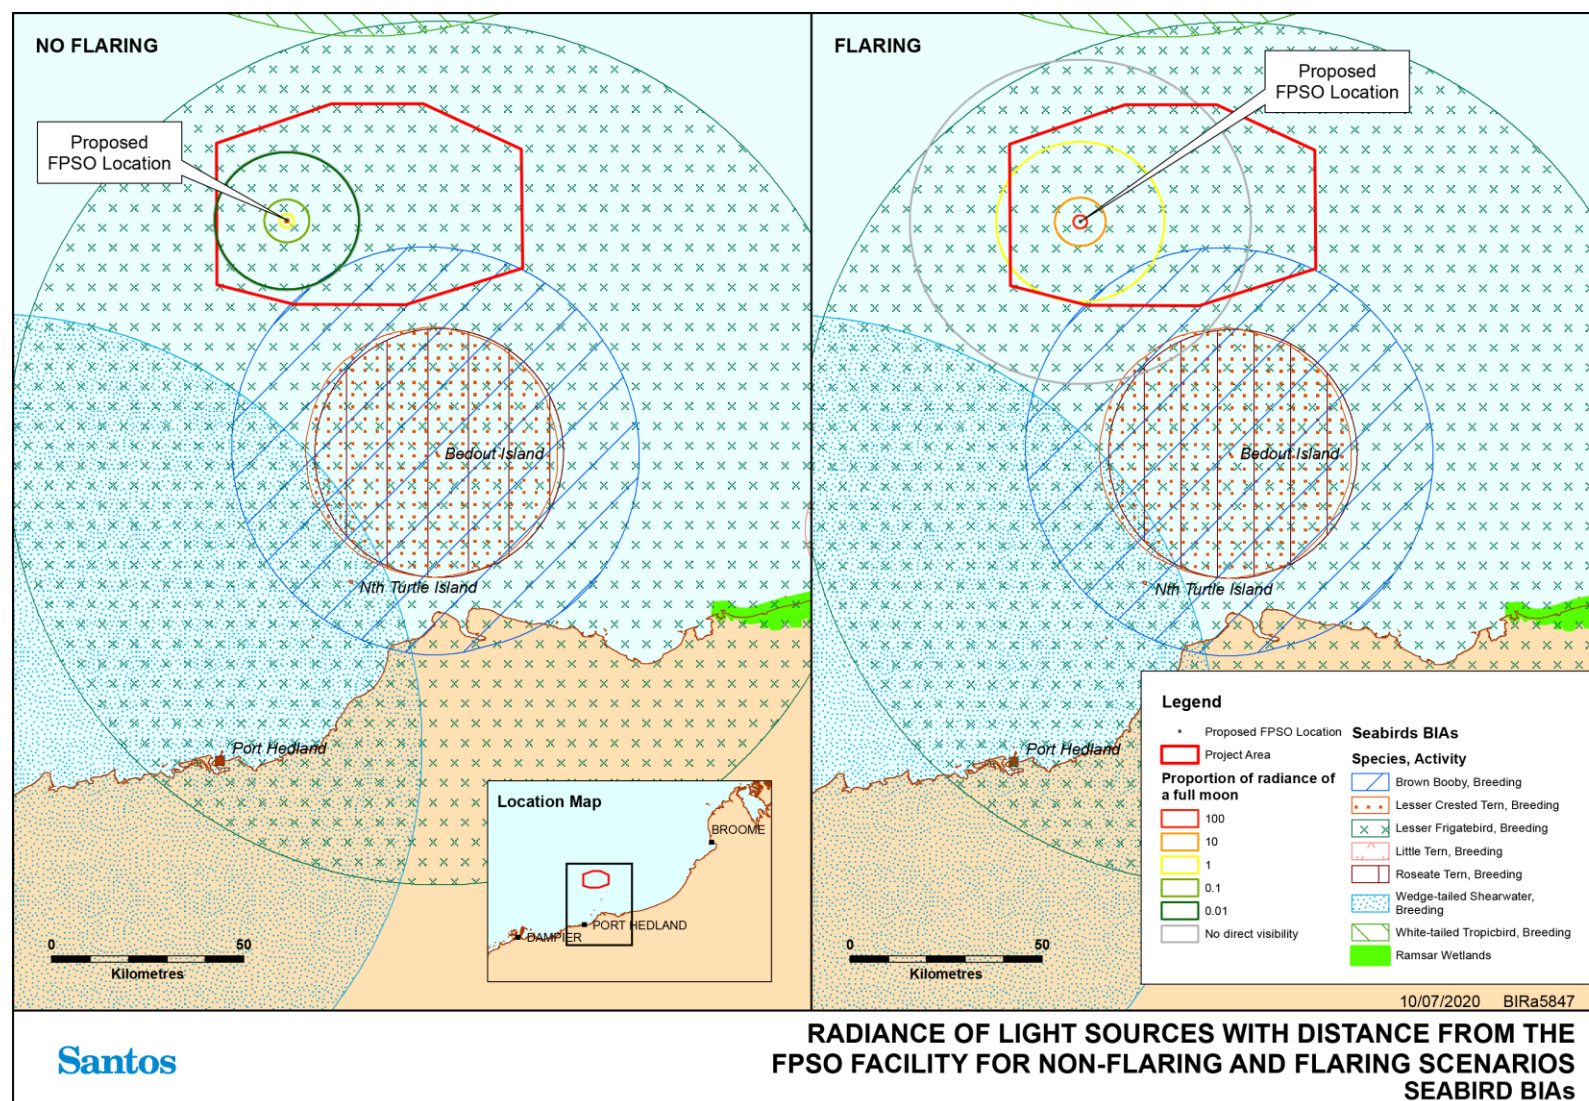 NO FLARING
Proposed
FPSO Location
Bedout Island
Nth Turtle Island
Port Hedland
0 50
Kilometres
Location Map
BROOME
PORT HEDLAND
DAMPIER
FLARING
Proposed
FPSO Location
Bedout Island
Nth Turtle Island
Port Hedland
0 50
Kilometres
Legend
Proposed FPSO Location
Project Area
Proportion of radiance of
a full moon
100
10
1
0.1
0.01
No direct visibility
Seabirds BIAs
Species, Activity
Brown Booby, Breeding
Lesser Crested Tern, Breeding
Lesser Frigatebird, Breeding
Little Tern, Breeding
Roseate Tern, Breeding
Wedge-tailed Shearwater,
Breeding
White-tailed Tropicbird, Breeding
Ramsar Wetlands
10/07/2020 BIRa5847
Santos
RADIANCE OF LIGHT SOURCES WITH DISTANCE FROM THE
FPSO FACILITY FOR NON-FLARING AND FLARING SCENARIOS
SEABIRD BIAs